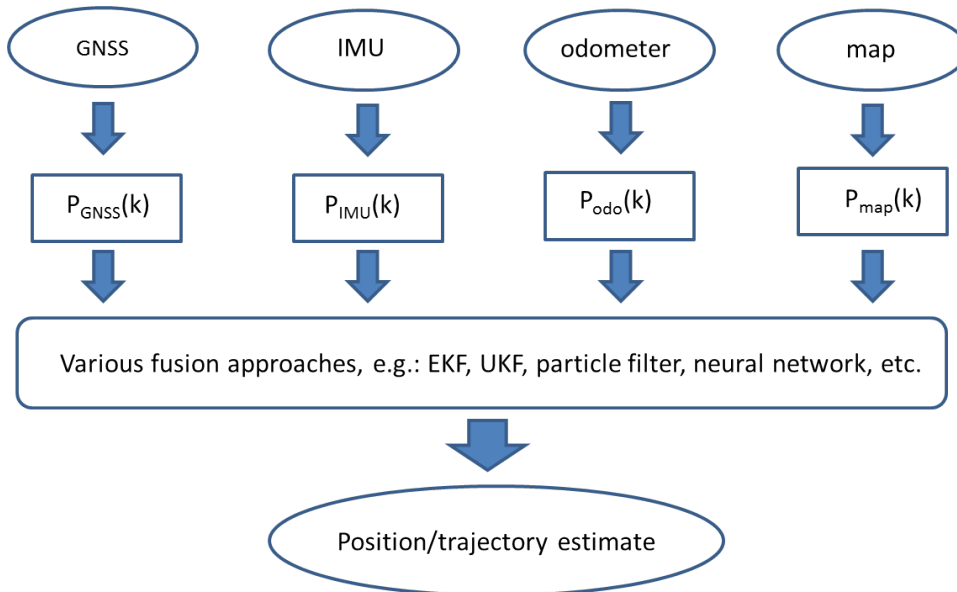 GNSS
IMU
odometer
map
P_GNSS(k)
P_IMU(k)
P_odo(k)
P_map(k)
Various fusion approaches, e.g.: EKF, UKF, particle filter, neural network, etc.
Position/trajectory estimate